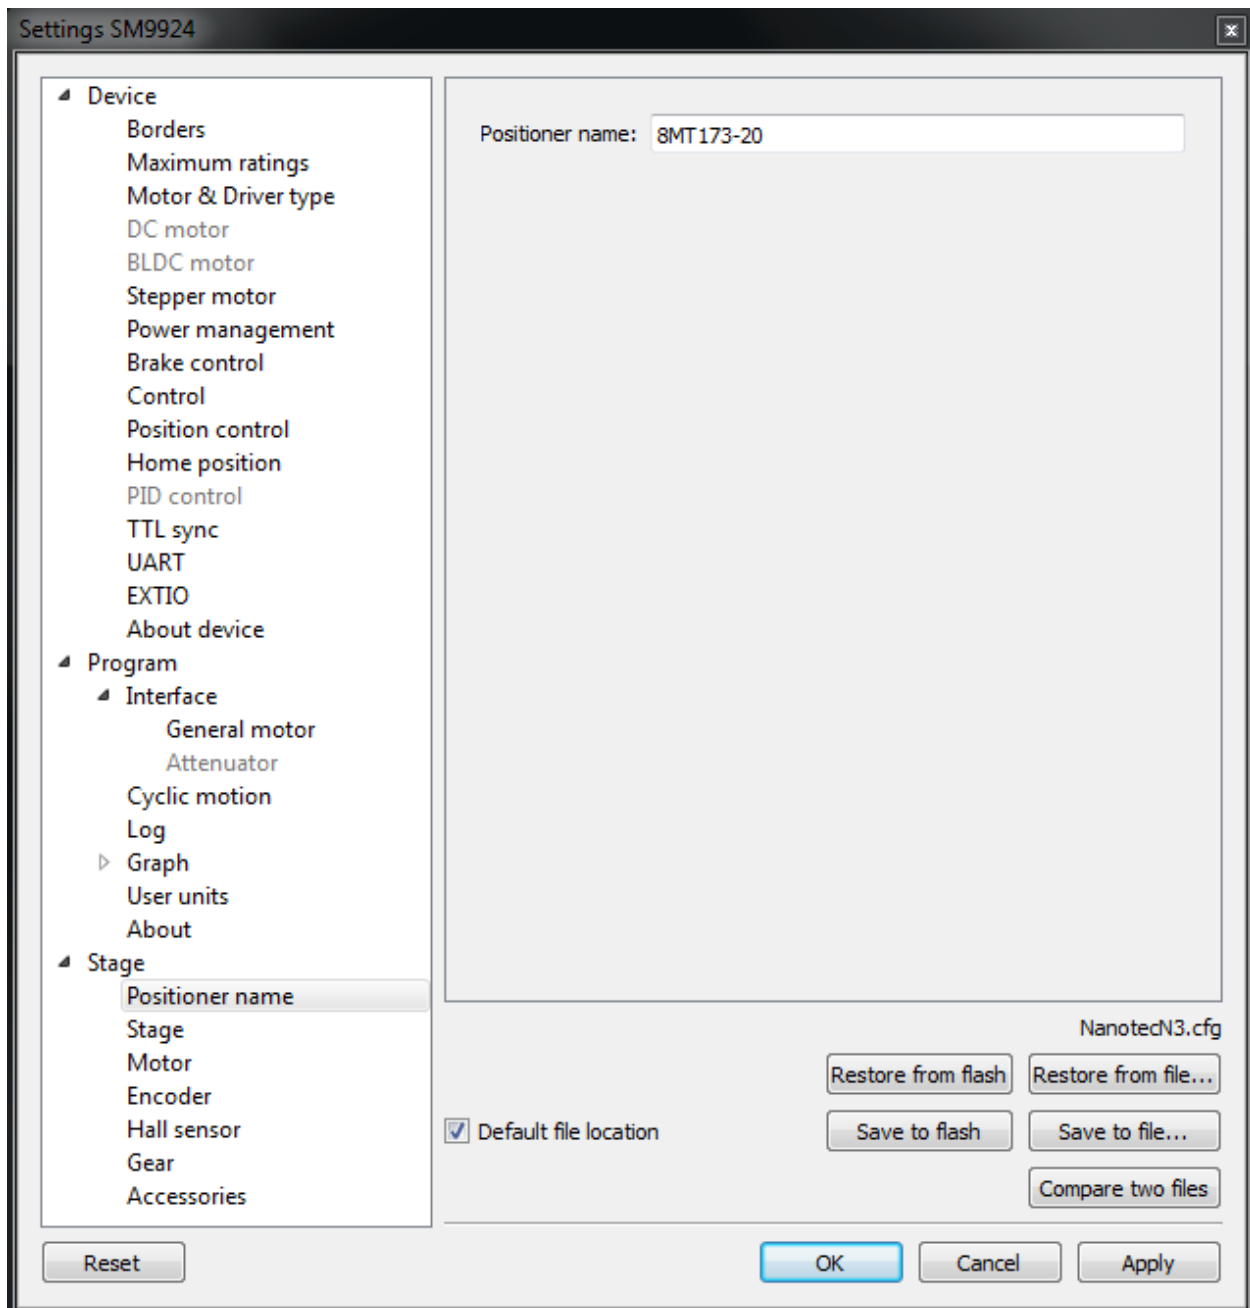 Settings SM9924
Device
Borders
Maximum ratings
Motor & Driver type
DC motor
BLDC motor
Stepper motor
Power management
Brake control
Control
Position control
Home position
PID control
TTL sync
UART
EXTIO
About device
Program
Interface
General motor
Attenuator
Cyclic motion
Log
Graph
User units
About
Stage
Positioner name
Stage
Motor
Encoder
Hall sensor
Gear
Accessories
Positioner name: 8MT173-20
NanotecN3.cfg
Restore from flash Restore from file...
Default file location Save to flash Save to file...
Compare two files
Reset OK Cancel Apply